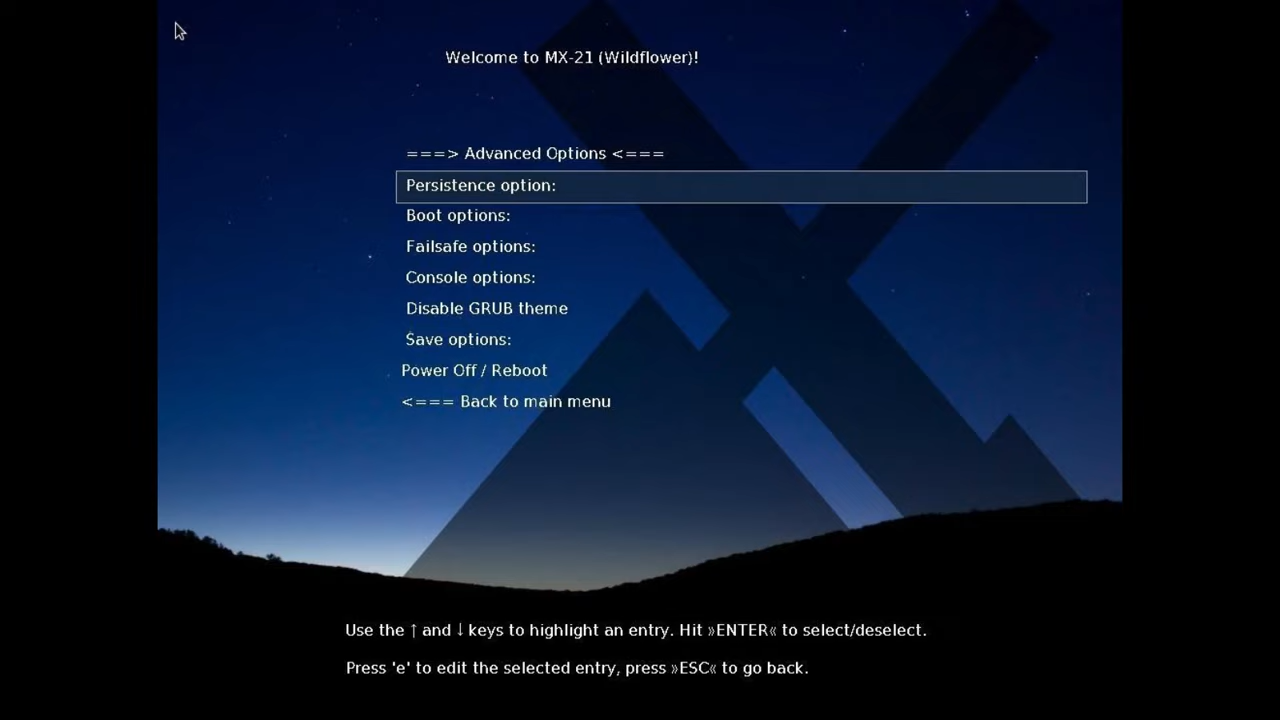 Welcome to MX-21 (Wildflower)!
===> Advanced Options <===
Persistence option:
Boot options:
Failsafe options:
Console options:
Disable GRUB theme
Save options:
Power Off / Reboot
<=== Back to main menu
Use the ↑ and ↓ keys to highlight an entry. Hit »ENTER« to select/deselect.
Press 'e' to edit the selected entry, press »ESC« to go back.